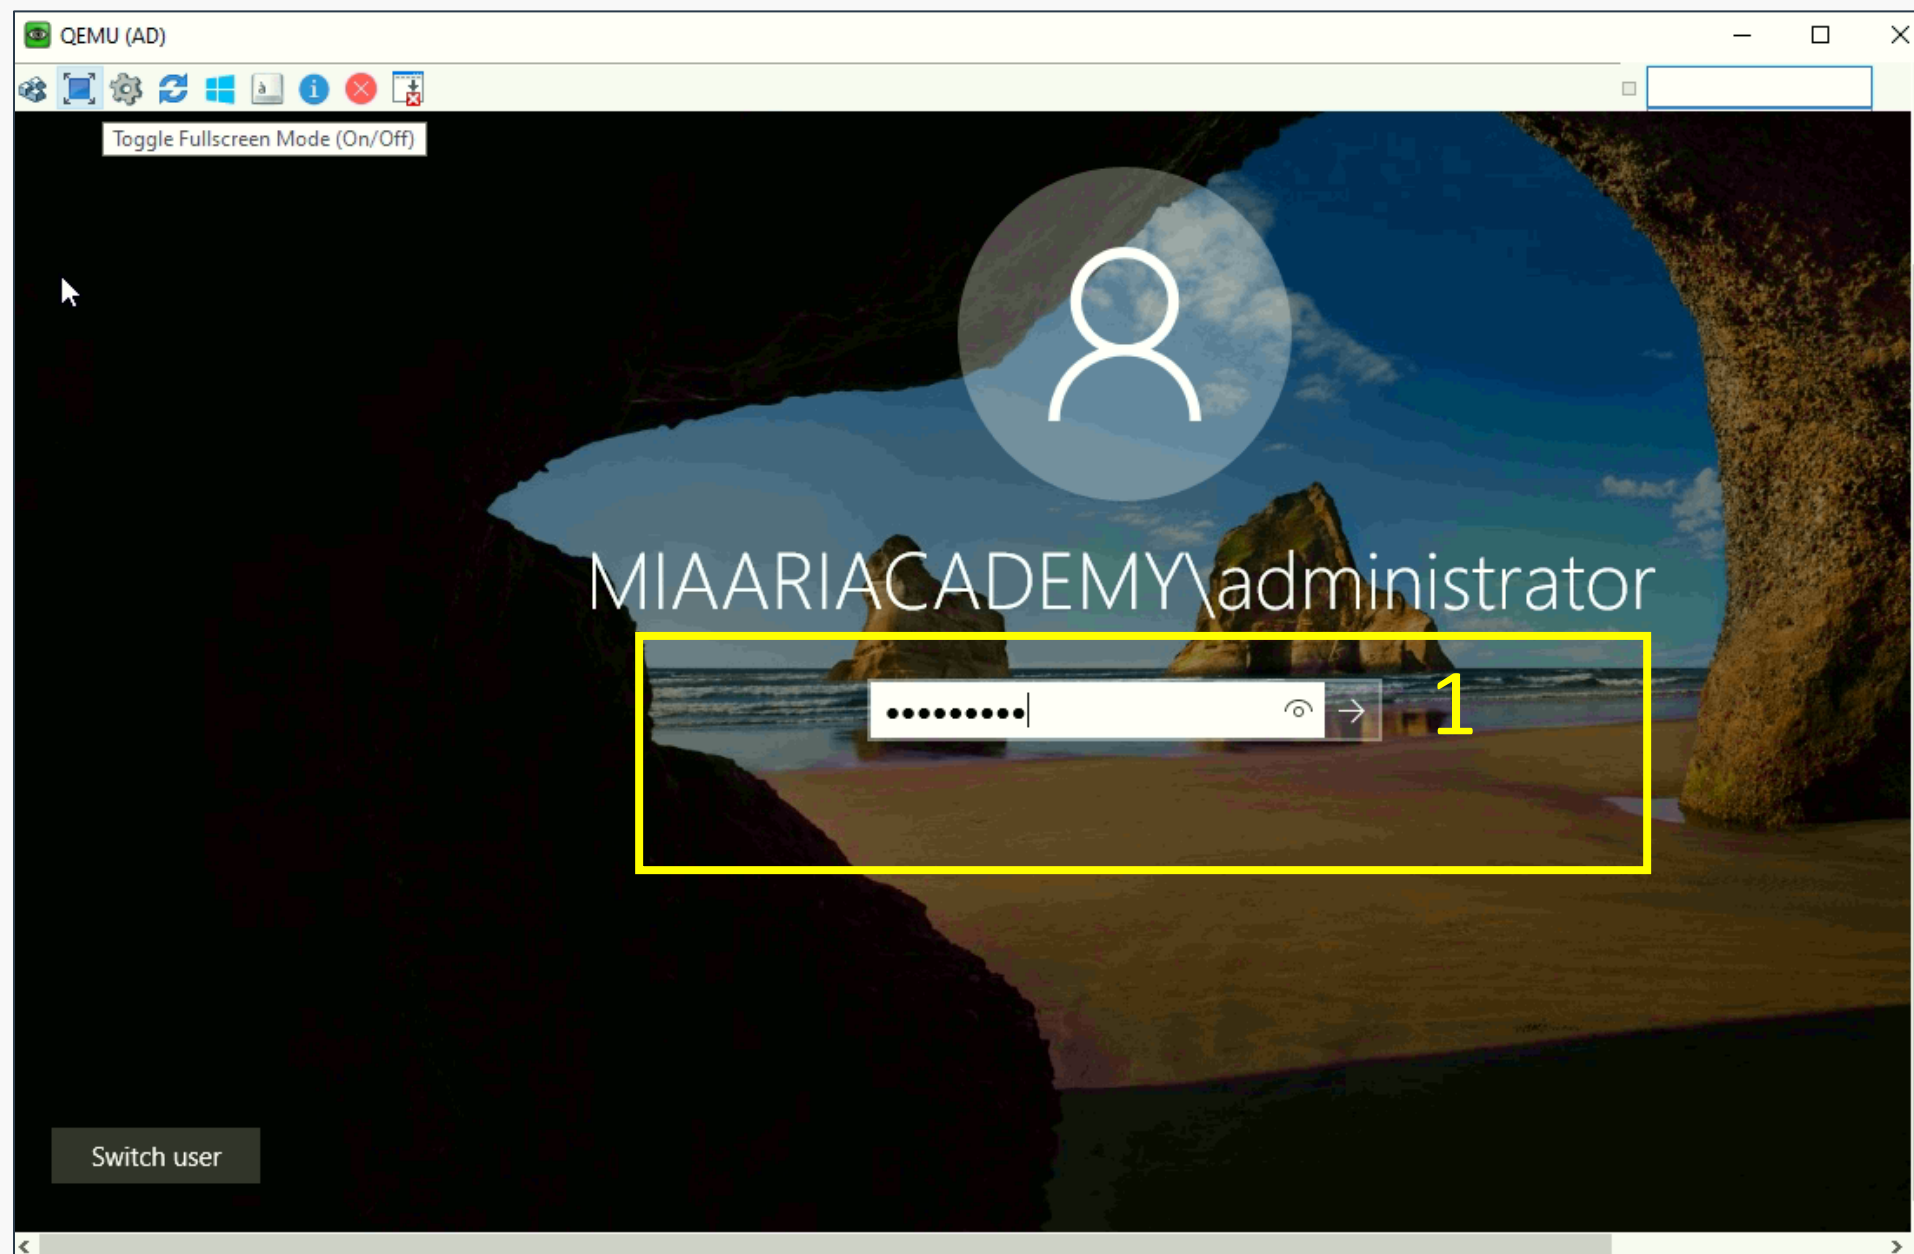 QEMU (AD)
Toggle Fullscreen Mode (On/Off)
MIAARIACADEMY\administrator
1
Switch user